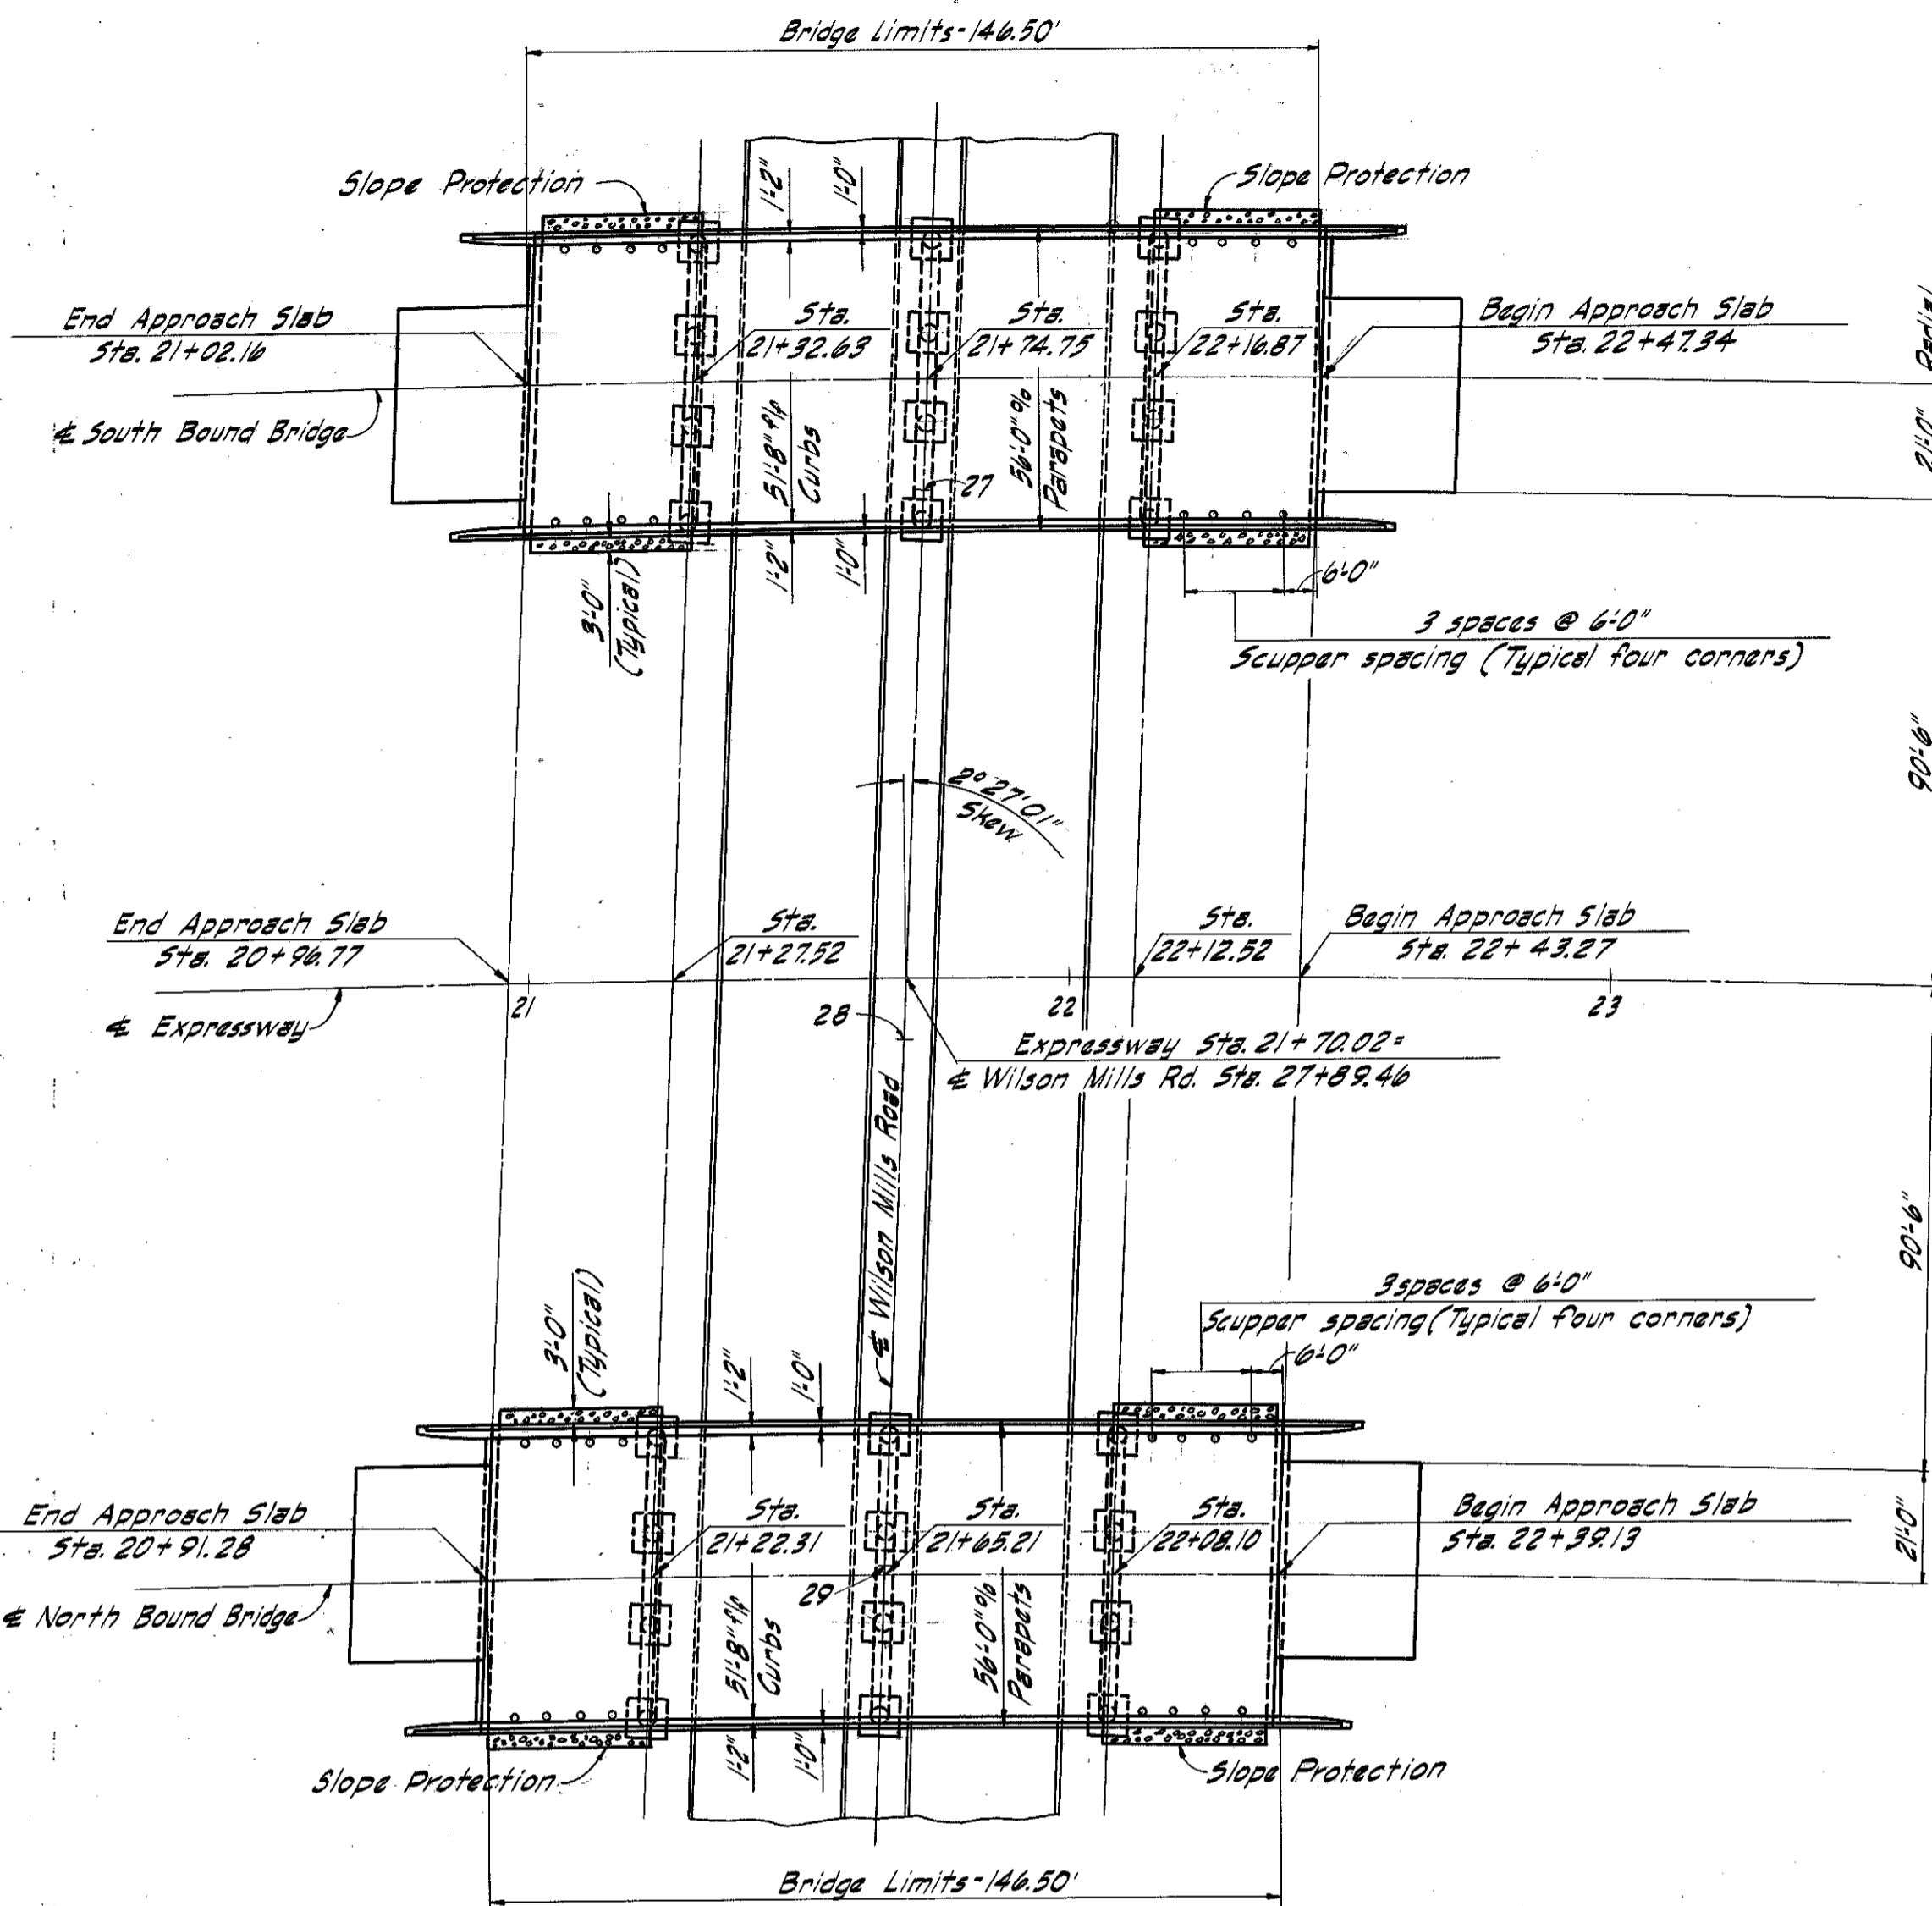 Bridge Limits-146.50'
Slope Protection
1'-2"
1'-0"
Slope Protection
End Approach Slab
Sta. 21+02.16
Sta.
21+32.63
Sta.
21+74.75
Sta.
22+16.87
Begin Approach Slab
Sta. 22+47.34
Radial
21'-0"
℄ South Bound Bridge
51'-8" f/f
Curbs
56'-0" o/o
Parapets
27
1'-2"
1'-0"
3'-0"
(Typical)
6'-0"
3 spaces @ 6'-0"
Scupper spacing (Typical four corners)
90'-6"
2° 27' 01"
Skew
End Approach Slab
Sta. 20+96.77
Sta.
21+27.52
Sta.
22+12.52
Begin Approach Slab
Sta. 22+43.27
21
22
23
℄ Expressway
28
Expressway Sta. 21+70.02=
℄ Wilson Mills Rd. Sta. 27+89.46
℄ Wilson Mills Road
90'-6"
3'-0"
(Typical)
3 spaces @ 6'-0"
Scupper spacing (Typical four corners)
6'-0"
1'-2"
1'-0"
End Approach Slab
Sta. 20+91.28
Sta.
21+22.31
Sta.
21+65.21
Sta.
22+08.10
Begin Approach Slab
Sta. 22+39.13
21'-0"
℄ North Bound Bridge
29
51'-8" f/f
Curbs
56'-0" o/o
Parapets
1'-2"
1'-0"
Slope Protection
Slope Protection
Bridge Limits-146.50'